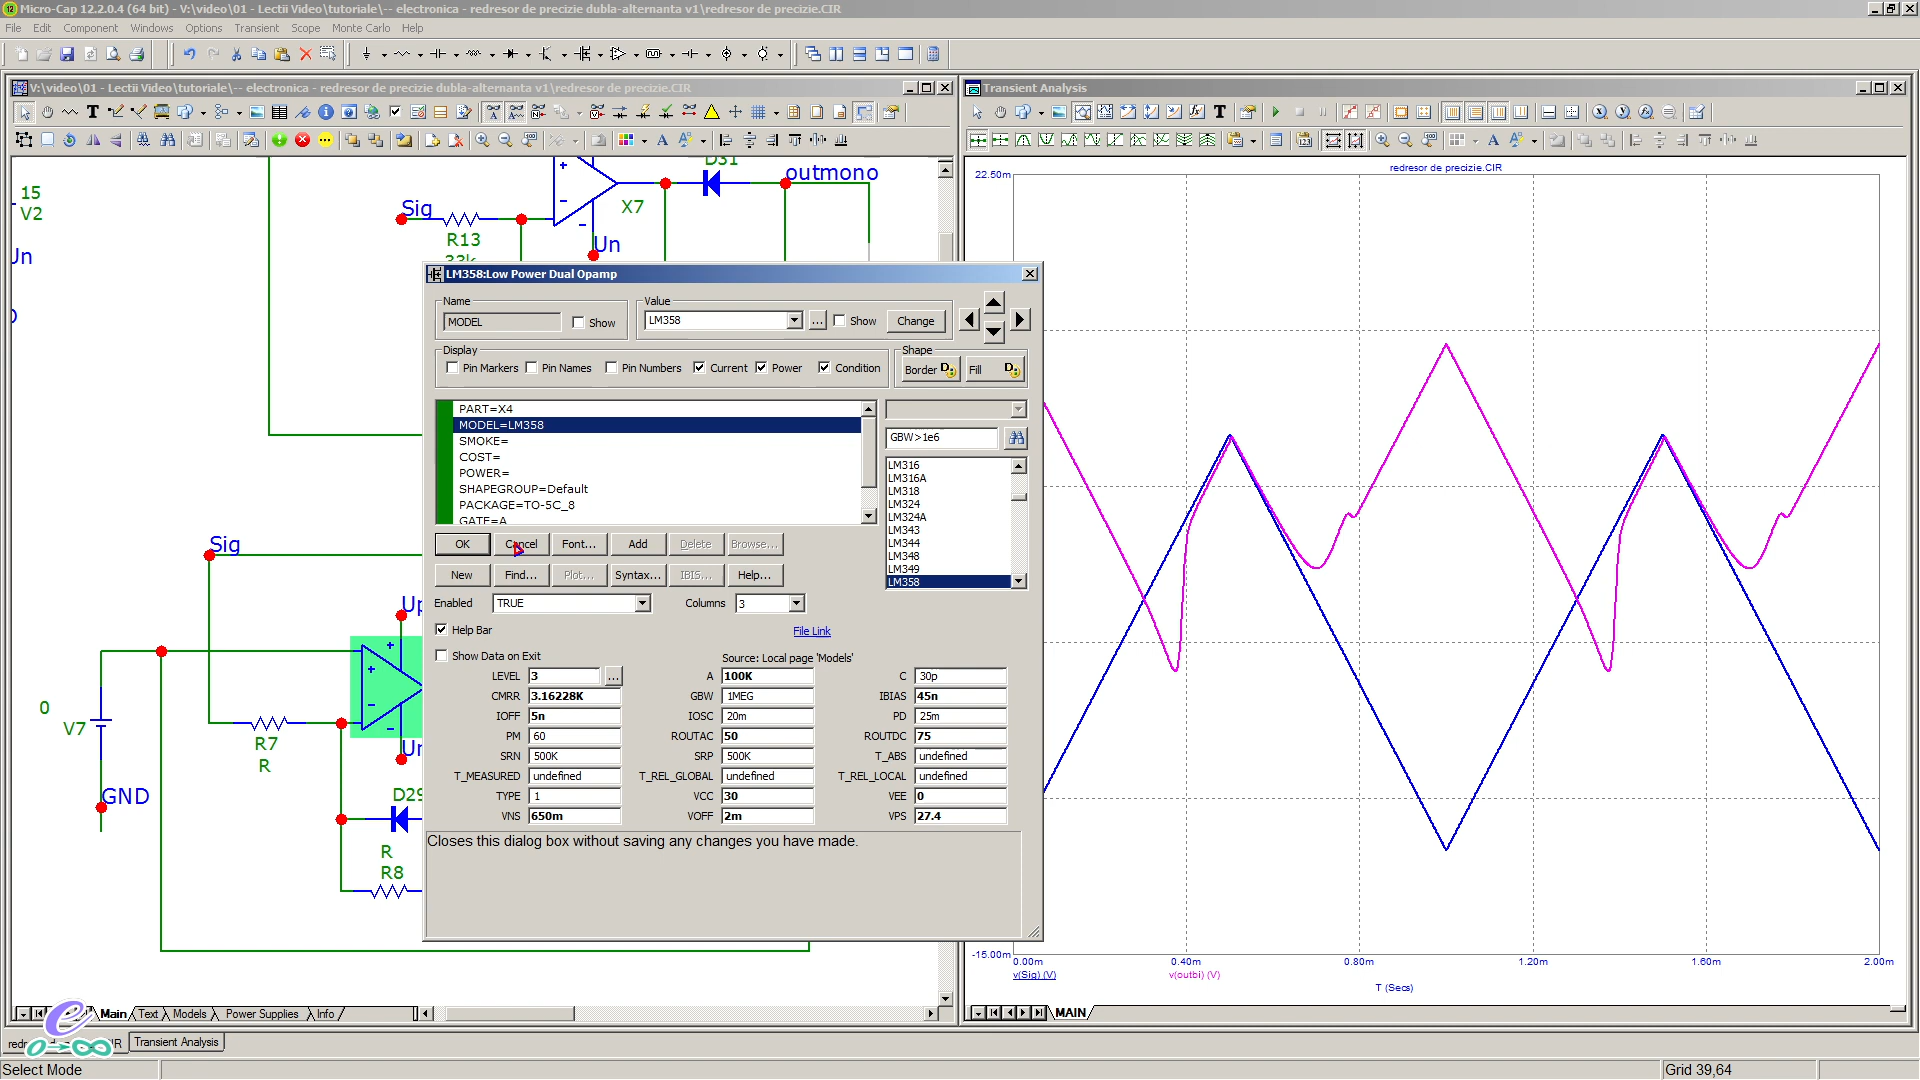 Micro-Cap 12.2.0.4 (64 bit) - V:\video\01 - Lectii Video\tutoriale\-- electronica - redresor de precizie dubla-alternanta v1\redresor de precizie.CIR
File Edit Component Windows Options Transient Scope Monte Carlo Help
V:\video\01 - Lectii Video\tutoriale\-- electronica - redresor de precizie dubla-alternanta v1\redresor de precizie.CIR
Transient Analysis
15
V2
Un
Sig
R13
33k
X7
Un
D31
outmono
Sig
Up
0
V7
R7
R
GND
D29
R
R8
LM358:Low Power Dual Opamp
Name
MODEL
Show
Value
LM358
...
Show
Change
Display
Pin Markers
Pin Names
Pin Numbers
Current
Power
Condition
Shape
Border
Fill
PART=X4
MODEL=LM358
SMOKE=
COST=
POWER=
SHAPEGROUP=Default
PACKAGE=TO-5C_8
GATE=A
GBW>1e6
LM316
LM316A
LM318
LM324
LM324A
LM343
LM344
LM348
LM349
LM358
OK Cancel Font... Add Delete Browse...
New Find... Plot... Syntax... IBIS... Help...
Enabled TRUE Columns 3
Help Bar File Link
Show Data on Exit Source: Local page 'Models'
LEVEL 3 ... A 100K C 30p
CMRR 3.16228K GBW 1MEG IBIAS 45n
IOFF 5n IOSC 20m PD 25m
PM 60 ROUTAC 50 ROUTDC 75
SRN 500K SRP 500K T_ABS undefined
T_MEASURED undefined T_REL_GLOBAL undefined T_REL_LOCAL undefined
TYPE 1 VCC 30 VEE 0
VNS 650m VOFF 2m VPS 27.4
Closes this dialog box without saving any changes you have made.
redresor de precizie.CIR
22.50m
-15.00m
0.00m 0.40m 0.80m 1.20m 1.60m 2.00m
v(Sig) (V) v(outbi) (V)
T (Secs)
Main Text Models Power Supplies Info
MAIN
Transient Analysis
Select Mode
Grid 39,64